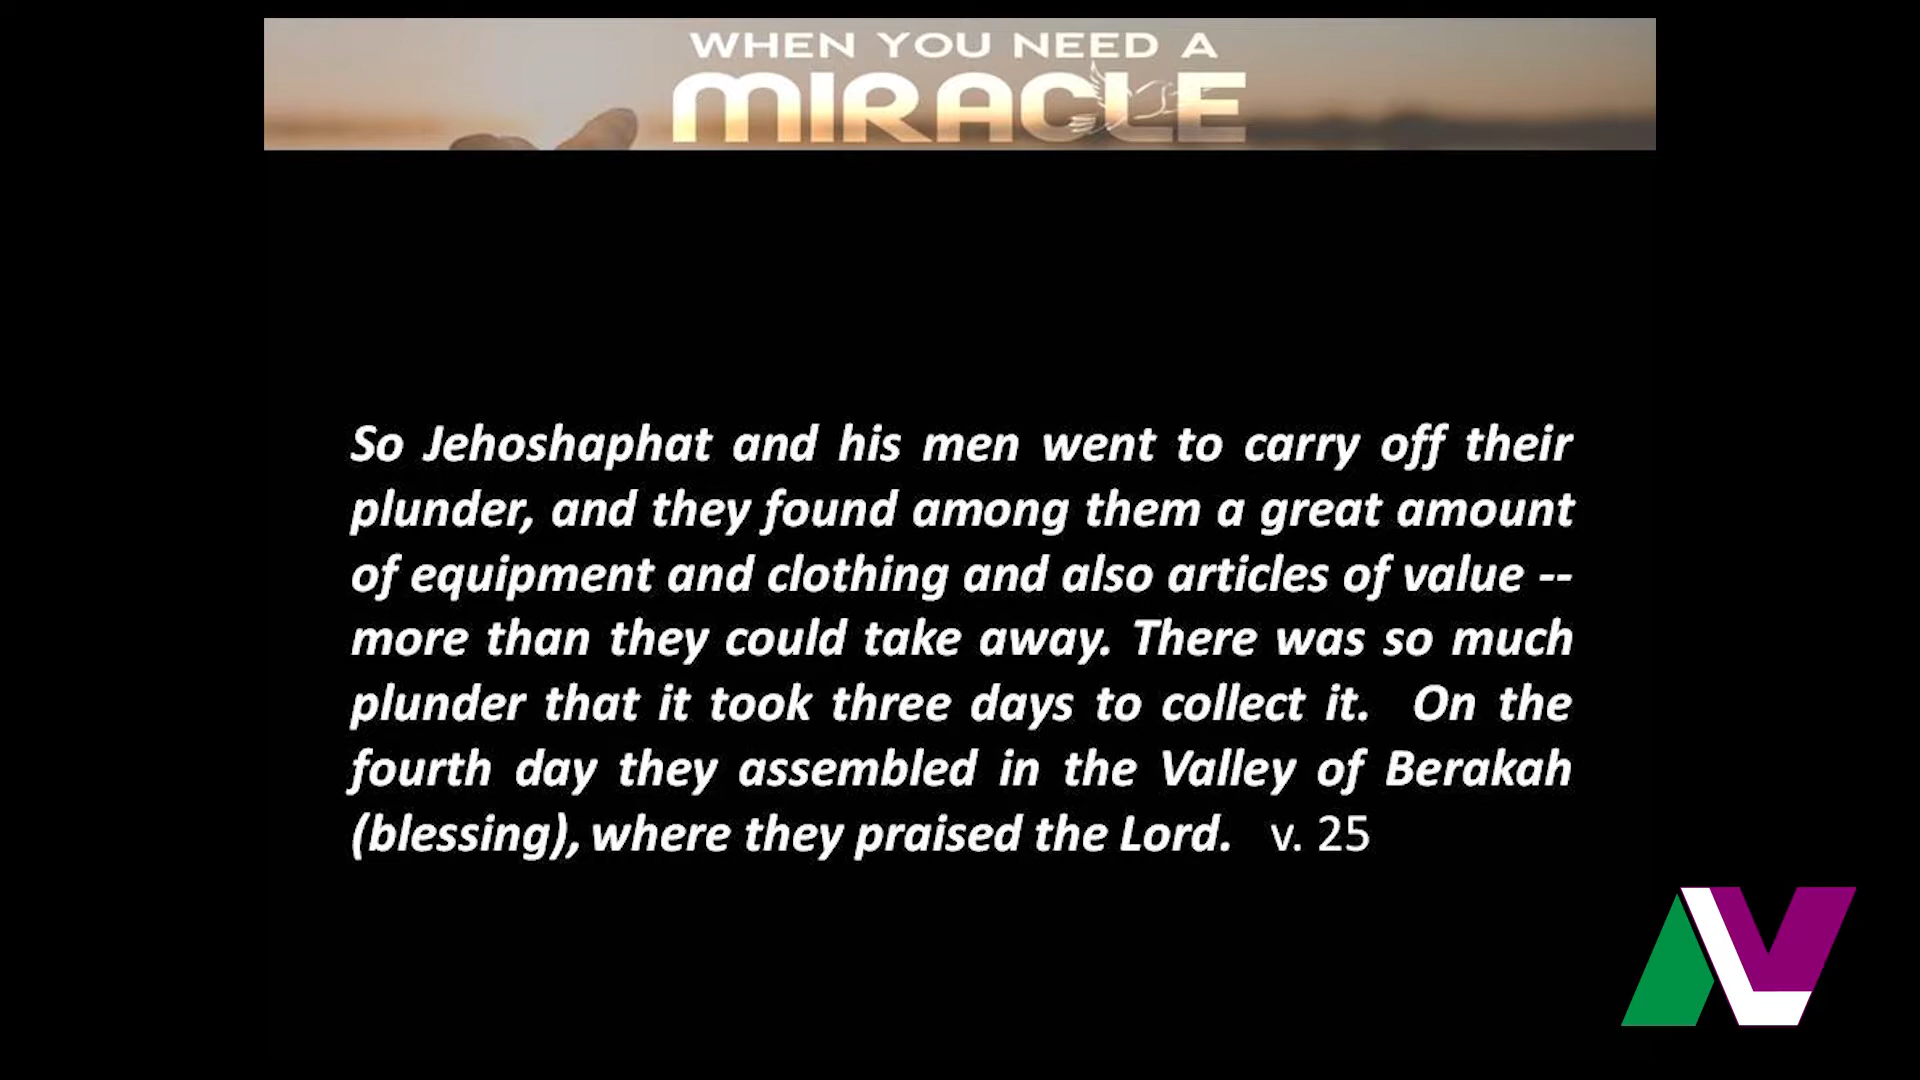 WHEN YOU NEED A
MIRACLE
So Jehoshaphat and his men went to carry off their
plunder, and they found among them a great amount
of equipment and clothing and also articles of value --
more than they could take away. There was so much
plunder that it took three days to collect it.  On the
fourth day they assembled in the Valley of Berakah
(blessing), where they praised the Lord.   v. 25